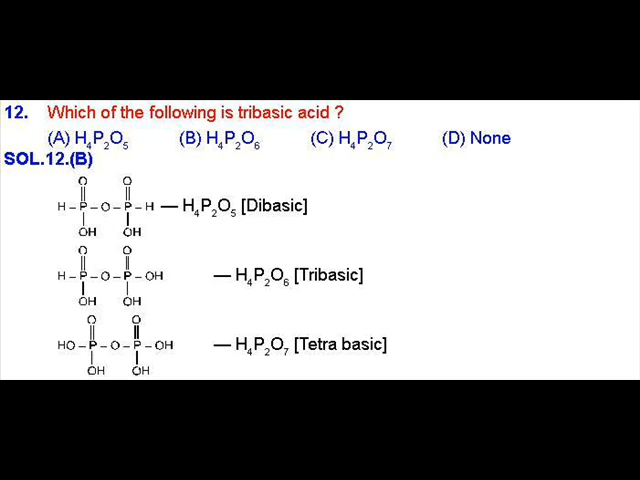 12. Which of the following is tribasic acid ?
(A) H4P2O5 (B) H4P2O6 (C) H4P2O7 (D) None
SOL.12.(B)
O O
H – P – O – P – H — H4P2O5 [Dibasic]
OH OH
O O
H – P – O – P – OH — H4P2O6 [Tribasic]
OH OH
O O
HO – P – O – P – OH — H4P2O7 [Tetra basic]
OH OH